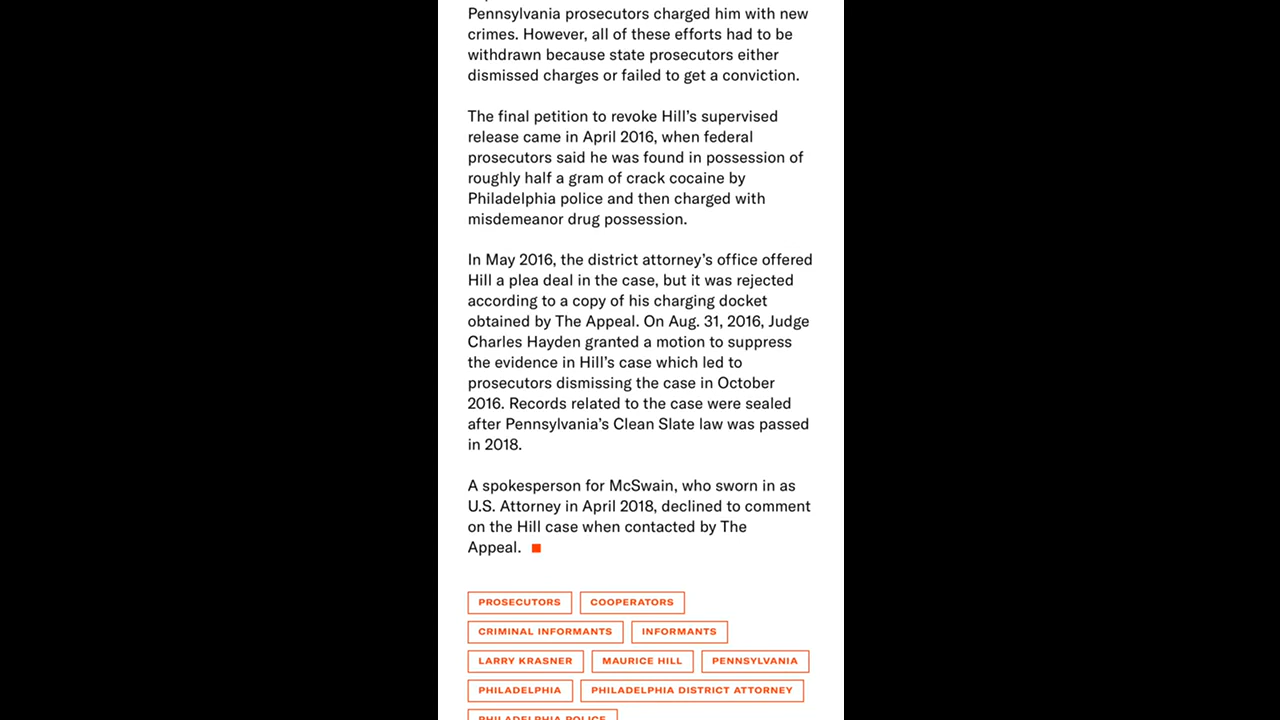 Pennsylvania prosecutors charged him with new
crimes. However, all of these efforts had to be
withdrawn because state prosecutors either
dismissed charges or failed to get a conviction.
The final petition to revoke Hill's supervised
release came in April 2016, when federal
prosecutors said he was found in possession of
roughly half a gram of crack cocaine by
Philadelphia police and then charged with
misdemeanor drug possession.
In May 2016, the district attorney's office offered
Hill a plea deal in the case, but it was rejected
according to a copy of his charging docket
obtained by The Appeal. On Aug. 31, 2016, Judge
Charles Hayden granted a motion to suppress
the evidence in Hill's case which led to
prosecutors dismissing the case in October
2016. Records related to the case were sealed
after Pennsylvania's Clean Slate law was passed
in 2018.
A spokesperson for McSwain, who sworn in as
U.S. Attorney in April 2018, declined to comment
on the Hill case when contacted by The
Appeal.
PROSECUTORS COOPERATORS
CRIMINAL INFORMANTS INFORMANTS
LARRY KRASNER MAURICE HILL PENNSYLVANIA
PHILADELPHIA PHILADELPHIA DISTRICT ATTORNEY
PHILADELPHIA POLICE